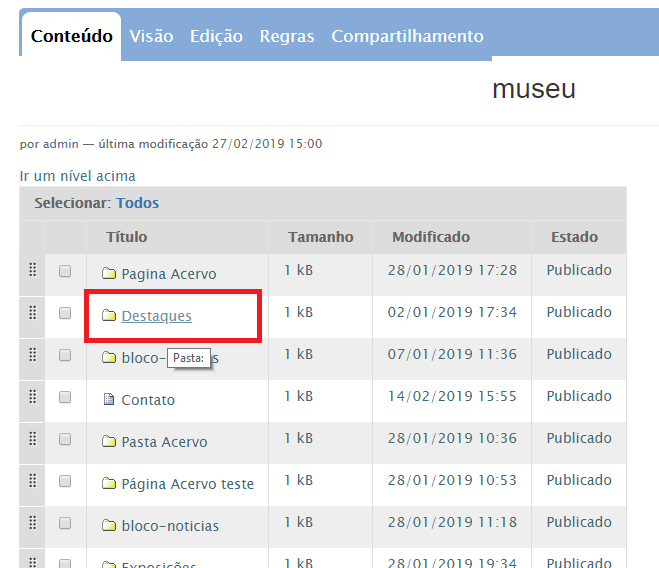 Conteúdo Visão Edição Regras Compartilhamento
museu
por admin — última modificação 27/02/2019 15:00
Ir um nível acima
Selecionar: Todos
Título Tamanho Modificado Estado
Pagina Acervo 1 kB 28/01/2019 17:28 Publicado
Destaques 1 kB 02/01/2019 17:34 Publicado
bloco- Pasta: s 1 kB 07/01/2019 11:36 Publicado
Contato 1 kB 14/02/2019 15:55 Publicado
Pasta Acervo 1 kB 28/01/2019 10:36 Publicado
Página Acervo teste 1 kB 28/01/2019 10:53 Publicado
bloco-noticias 1 kB 28/01/2019 11:18 Publicado
Exposições 1 kB 28/01/2019 19:34 Publicado